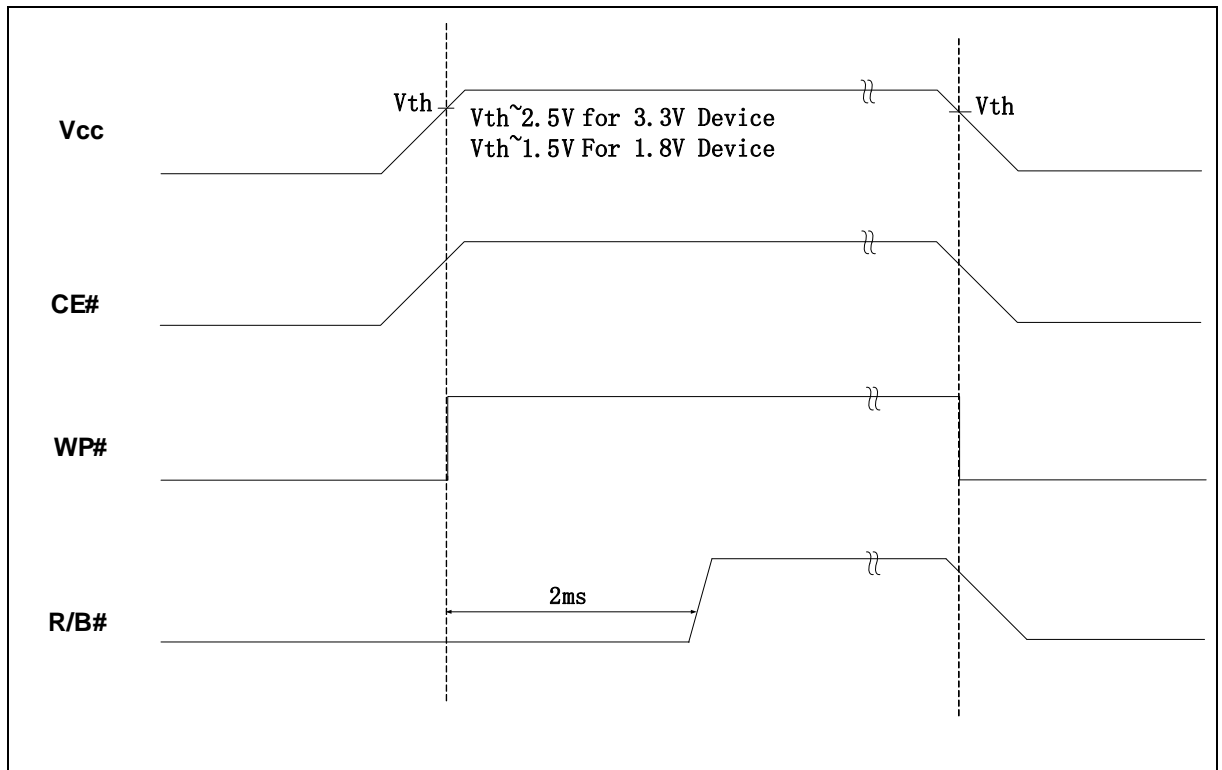 Vcc
Vth
Vth~2.5V for 3.3V Device
Vth~1.5V For 1.8V Device
Vth
CE#
WP#
R/B#
2ms